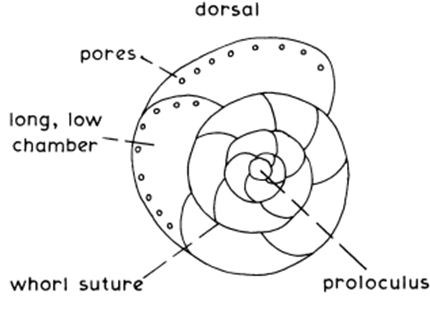 dorsal
pores
long, low
chamber
whorl suture
proloculus